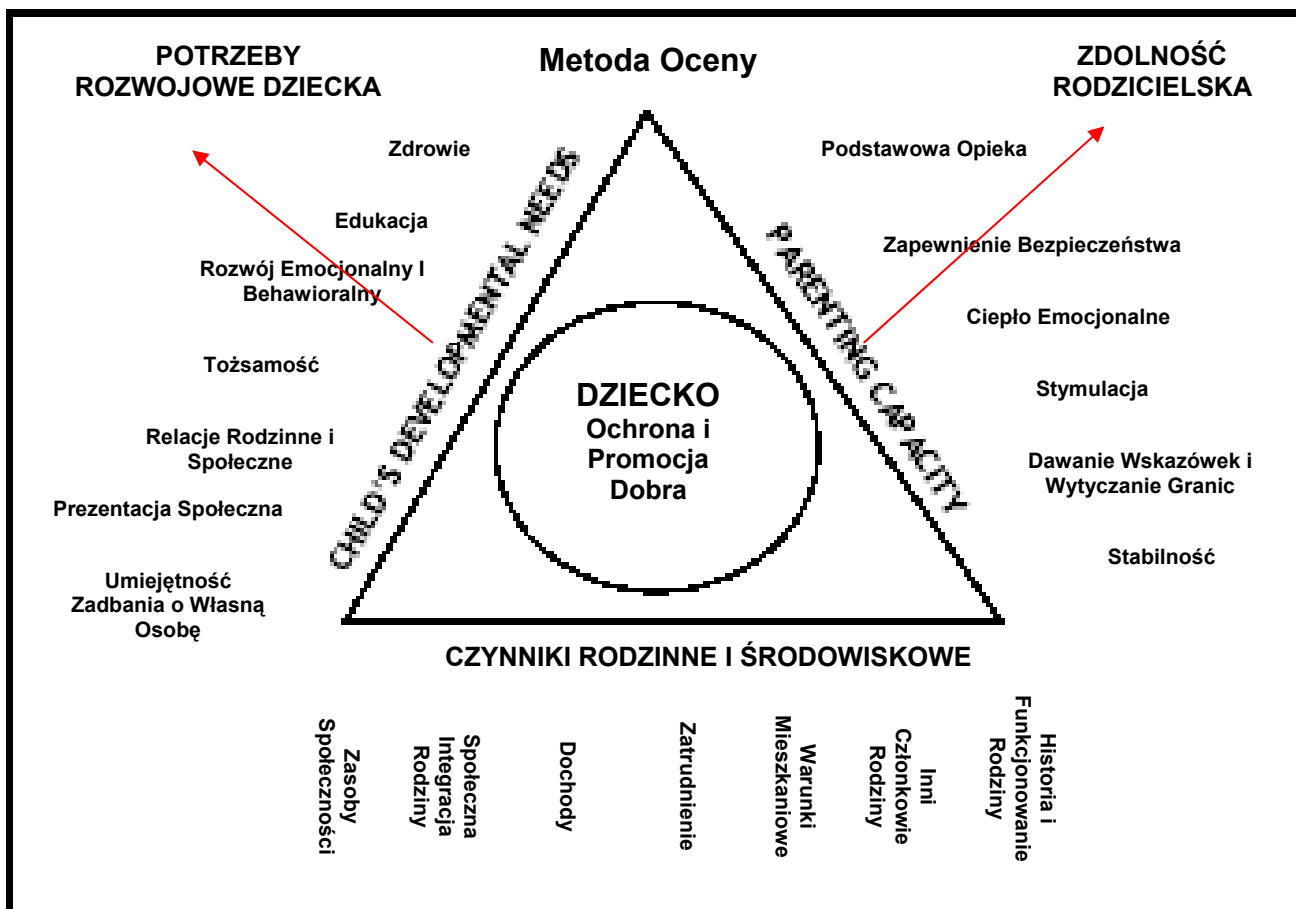 POTRZEBY
ROZWOJOWE DZIECKA
Metoda Oceny
ZDOLNOŚĆ
RODZICIELSKA
Zdrowie
Edukacja
Rozwój Emocjonalny I
Behawioralny
Tożsamość
Relacje Rodzinne i
Społeczne
Prezentacja Społeczna
Umiejętność
Zadbania o Własną
Osobę
CHILD'S DEVELOPMENTAL NEEDS
DZIECKO
Ochrona i
Promocja
Dobra
PARENTING CAPACITY
Podstawowa Opieka
Zapewnienie Bezpieczeństwa
Ciepło Emocjonalne
Stymulacja
Dawanie Wskazówek i
Wytyczanie Granic
Stabilność
CZYNNIKI RODZINNE I ŚRODOWISKOWE
Zasoby
Społeczności
Społeczna
Integracja
Rodziny
Dochody
Zatrudnienie
Warunki
Mieszkaniowe
Inni
Członkowie
Rodziny
Historia i
Funkcjonowanie
Rodziny